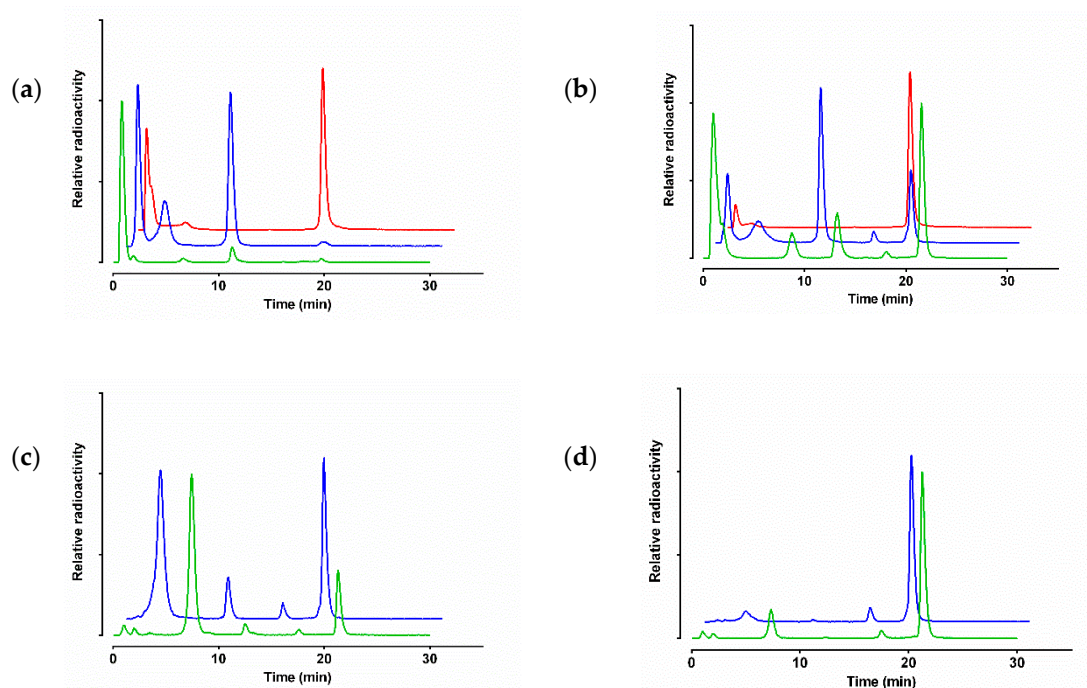 (a)
Relative radioactivity
0 10 20 30
Time (min)
(b)
Relative radioactivity
0 10 20 30
Time (min)
(c)
Relative radioactivity
0 10 20 30
Time (min)
(d)
Relative radioactivity
0 10 20 30
Time (min)